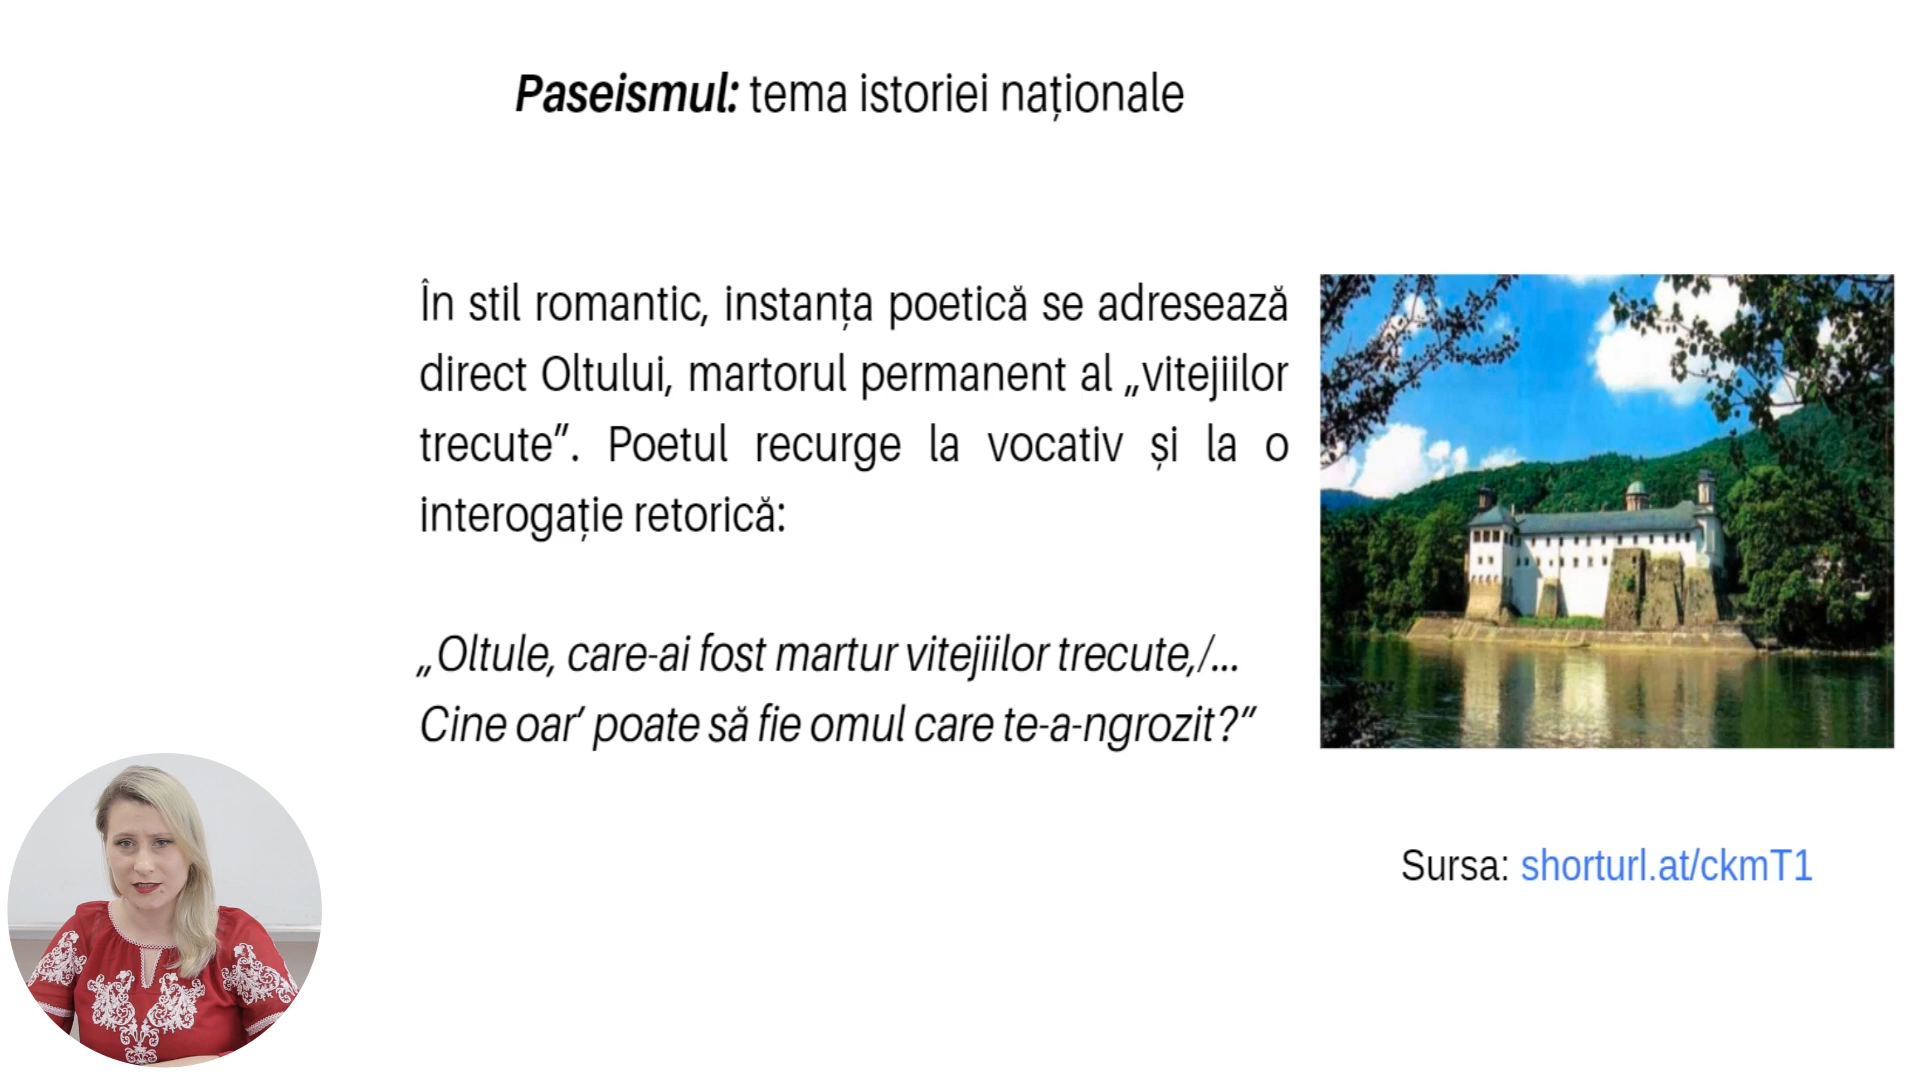 Paseismul: tema istoriei naționale
În stil romantic, instanța poetică se adresează
direct Oltului, martorul permanent al „vitejiilor
trecute”. Poetul recurge la vocativ și la o
interogație retorică:
„Oltule, care-ai fost martur vitejiilor trecute,/...
Cine oar’ poate să fie omul care te-a-ngrozit?”
Sursa: shorturl.at/ckmT1